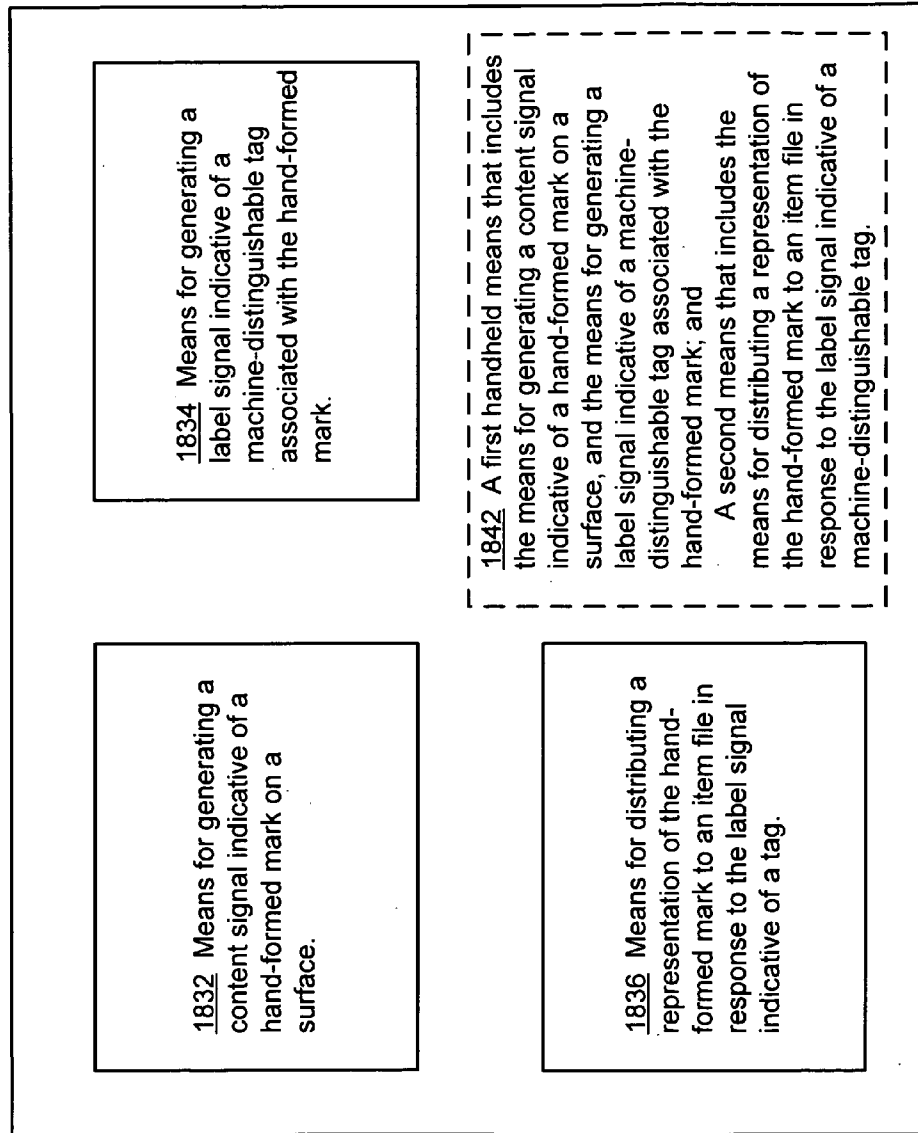 1832 Means for generating a
content signal indicative of a
hand-formed mark on a
surface.
1834 Means for generating a
label signal indicative of a
machine-distinguishable tag
associated with the hand-formed
mark.
1836 Means for distributing a
representation of the hand-
formed mark to an item file in
response to the label signal
indicative of a tag.
1842 A first handheld means that includes
the means for generating a content signal
indicative of a hand-formed mark on a
surface, and the means for generating a
label signal indicative of a machine-
distinguishable tag associated with the
hand-formed mark; and
A second means that includes the
means for distributing a representation of
the hand-formed mark to an item file in
response to the label signal indicative of a
machine-distinguishable tag.